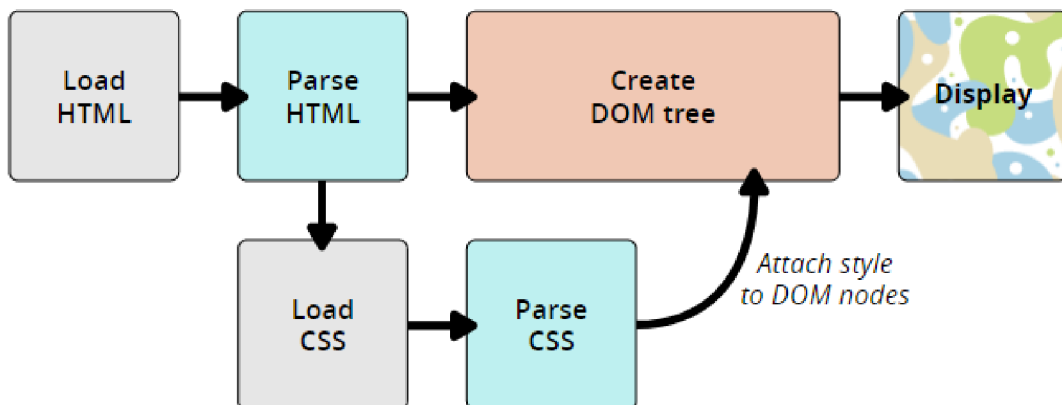 Load
HTML
Parse
HTML
Create
DOM tree
Display
Load
CSS
Parse
CSS
Attach style
to DOM nodes